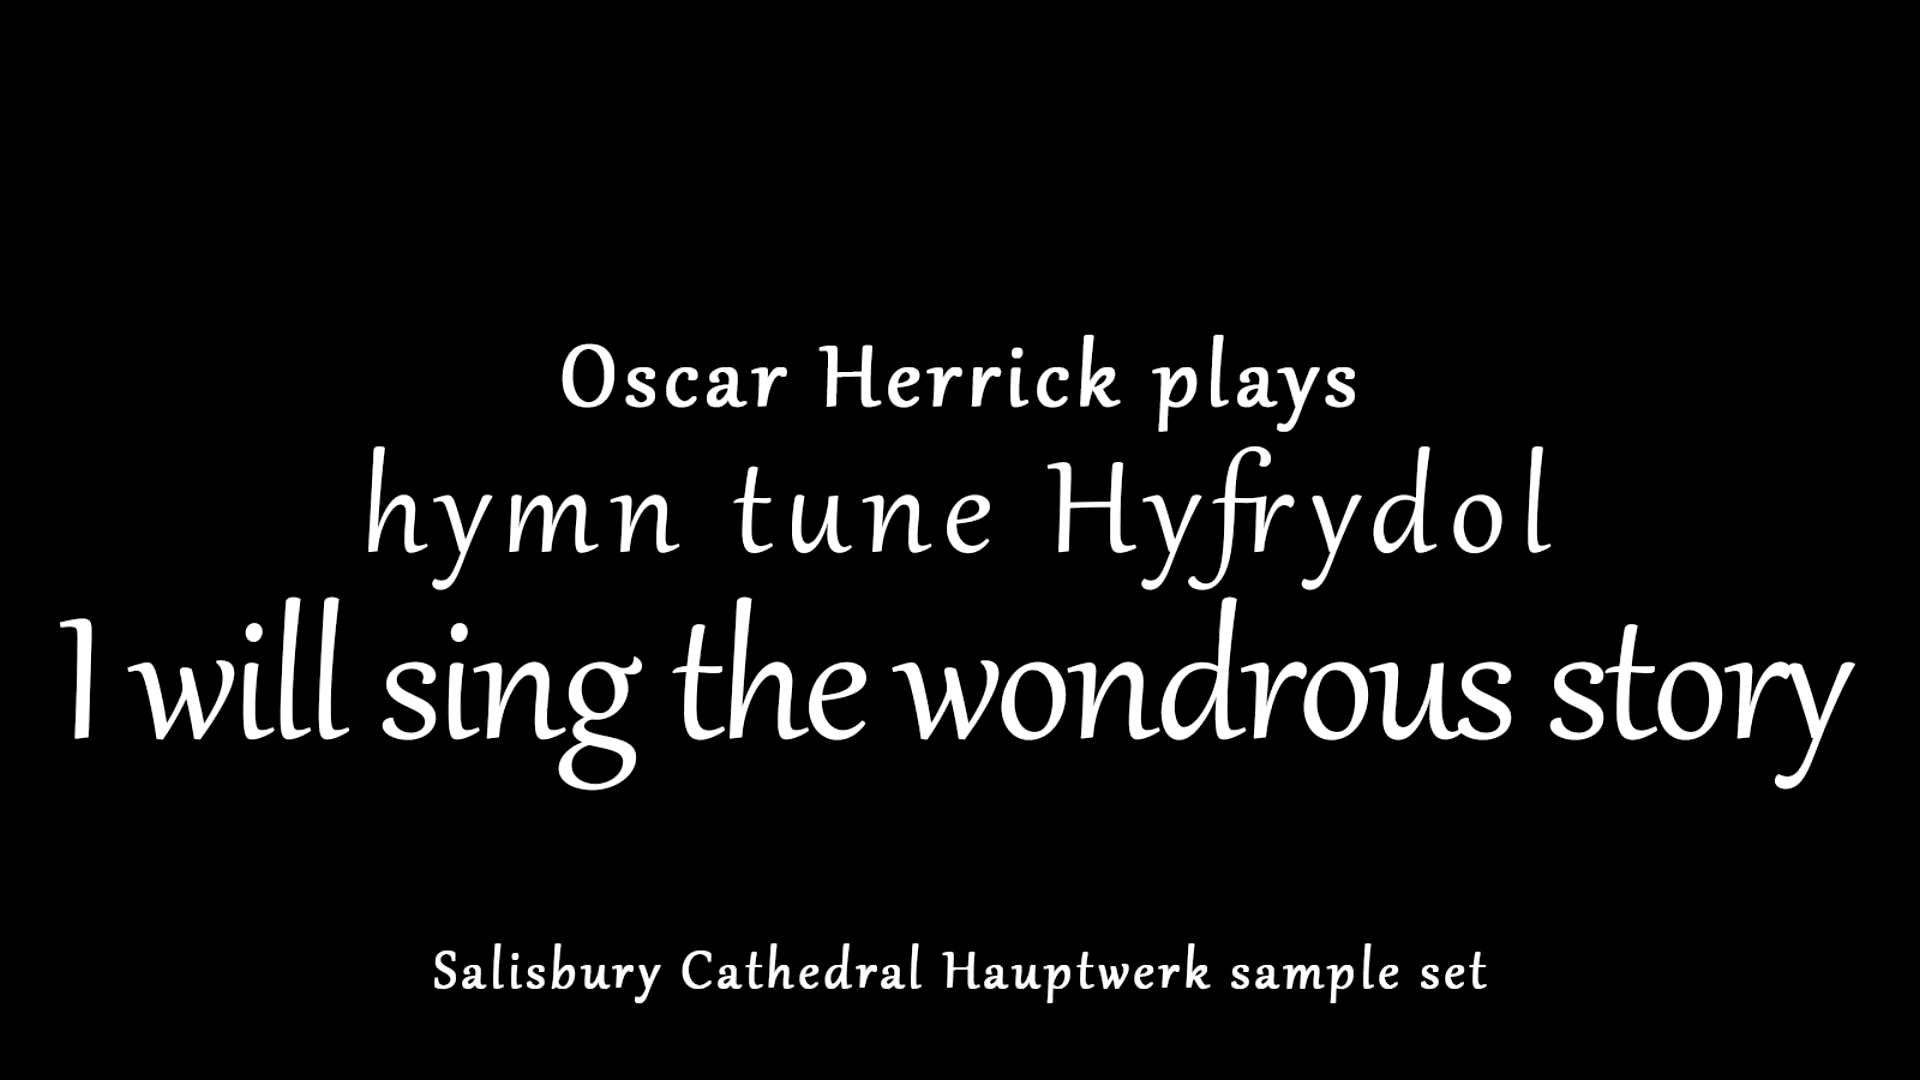 Oscar Herrick plays
hymn tune Hyfrydol
I will sing the wondrous story
Salisbury Cathedral Hauptwerk sample set